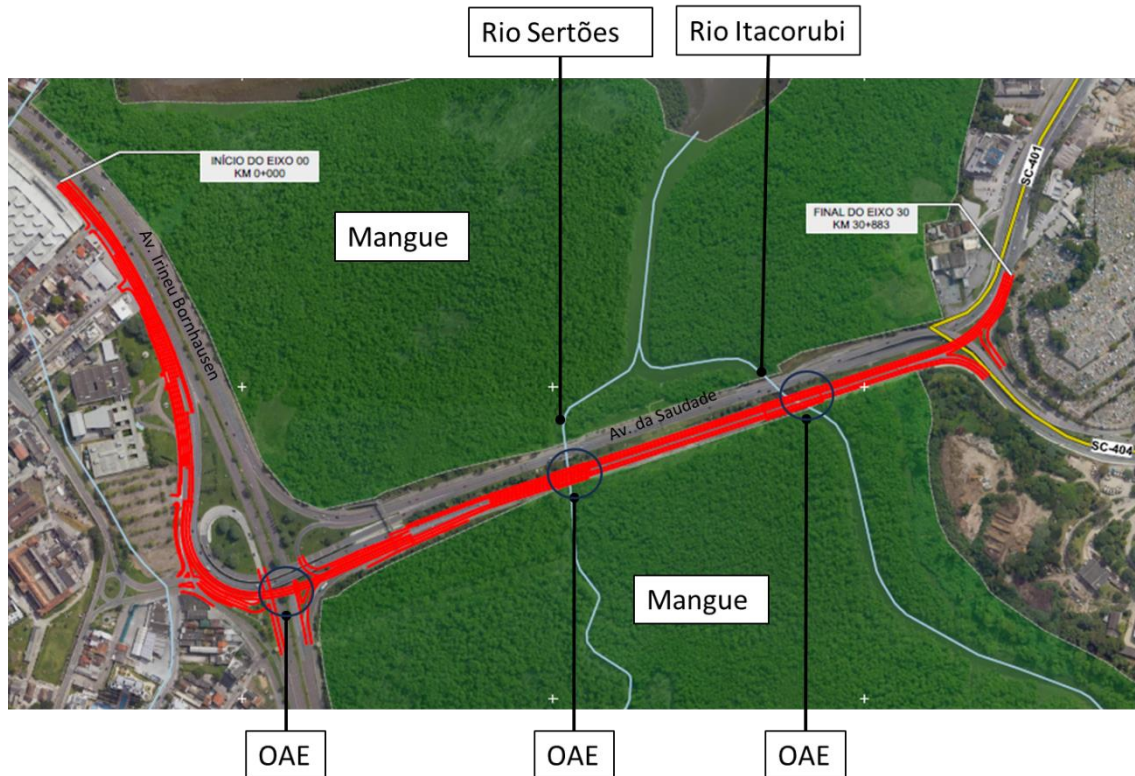 Rio Sertões
Rio Itacorubi
INÍCIO DO EIXO 00
KM 0+000
SC-401
Mangue
FINAL DO EIXO 30
KM 30+883
Av. Irineu Bornhausen
Av. da Saudade
SC-404
Mangue
OAE
OAE
OAE